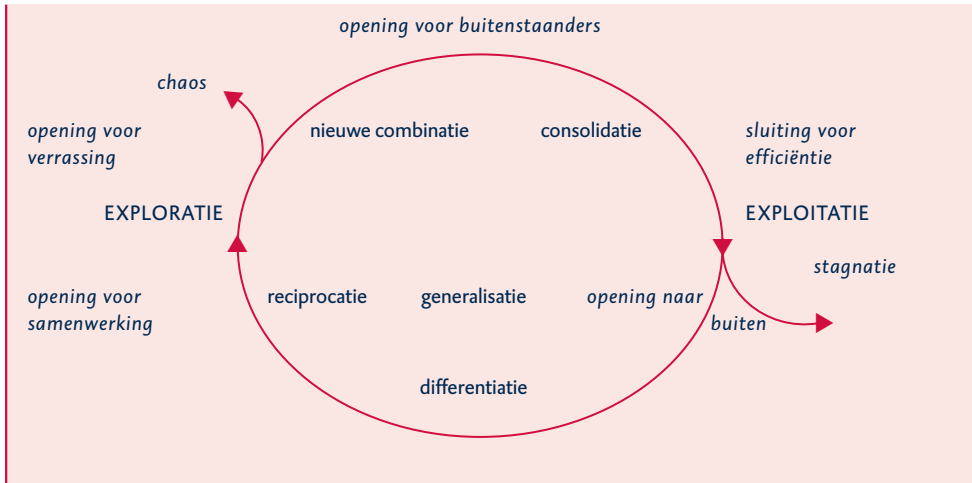 opening voor buitenstaanders
chaos
opening voor
verrassing
nieuwe combinatie
consolidatie
sluiting voor
efficiëntie
EXPLORATIE
EXPLOITATIE
stagnatie
opening voor
samenwerking
reciprocatie
generalisatie
opening naar
buiten
differentiatie